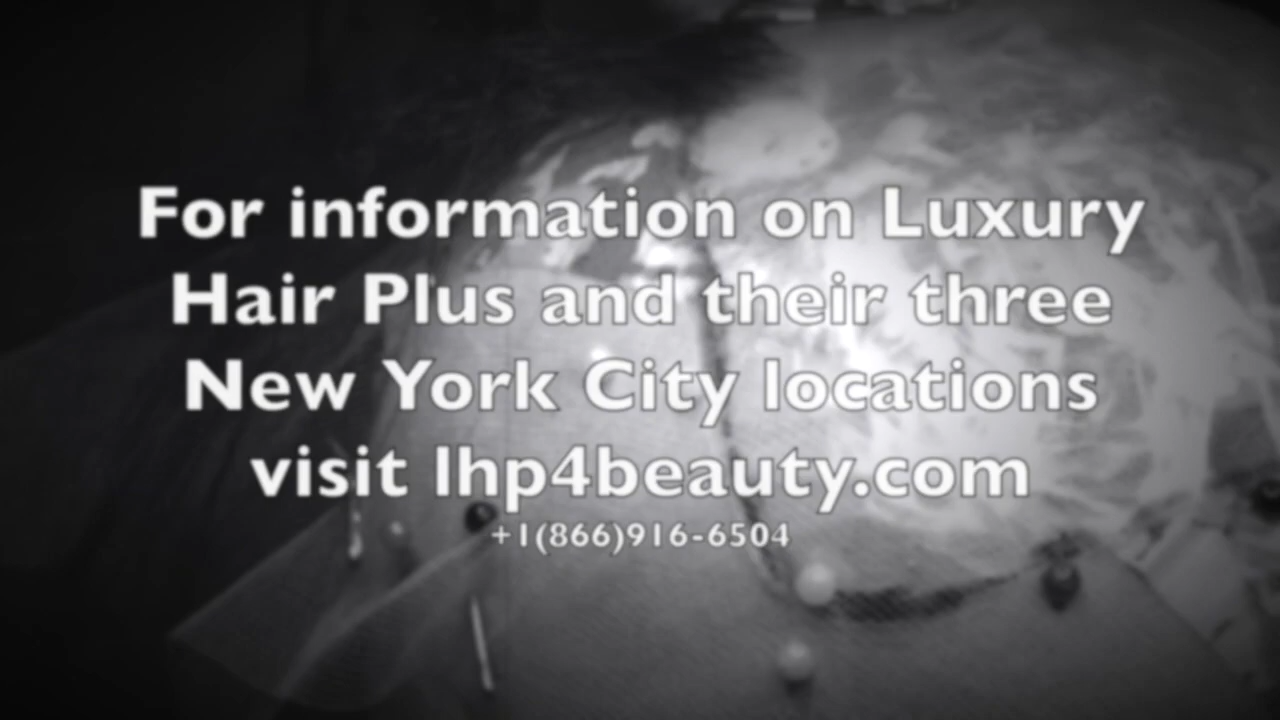 For information on Luxury
Hair Plus and their three
New York City locations
visit lhp4beauty.com
+1(866)916-6504